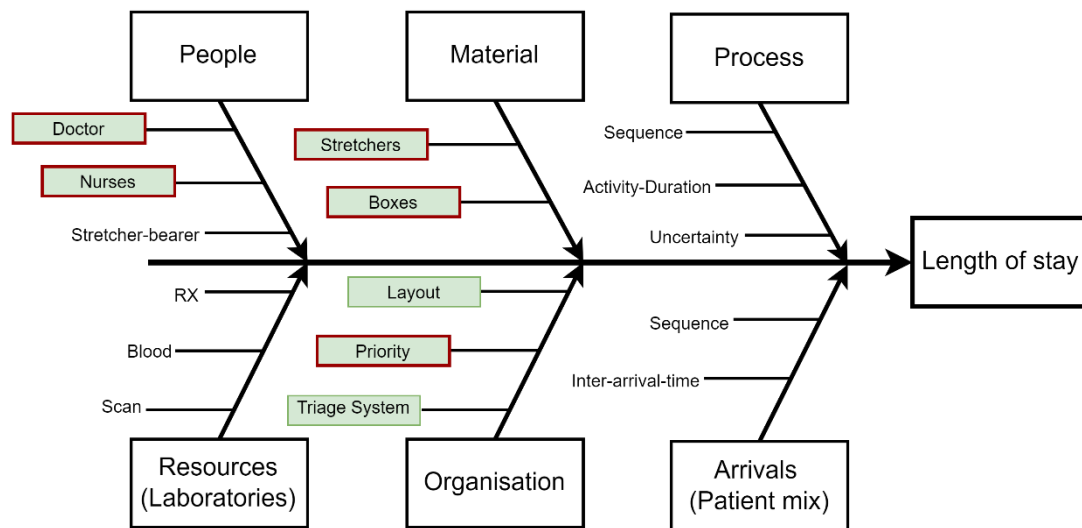 People
Material
Process
Doctor
Nurses
Stretcher-bearer
Stretchers
Boxes
Sequence
Activity-Duration
Uncertainty
Length of stay
RX
Blood
Scan
Layout
Priority
Triage System
Sequence
Inter-arrival-time
Resources
(Laboratories)
Organisation
Arrivals
(Patient mix)